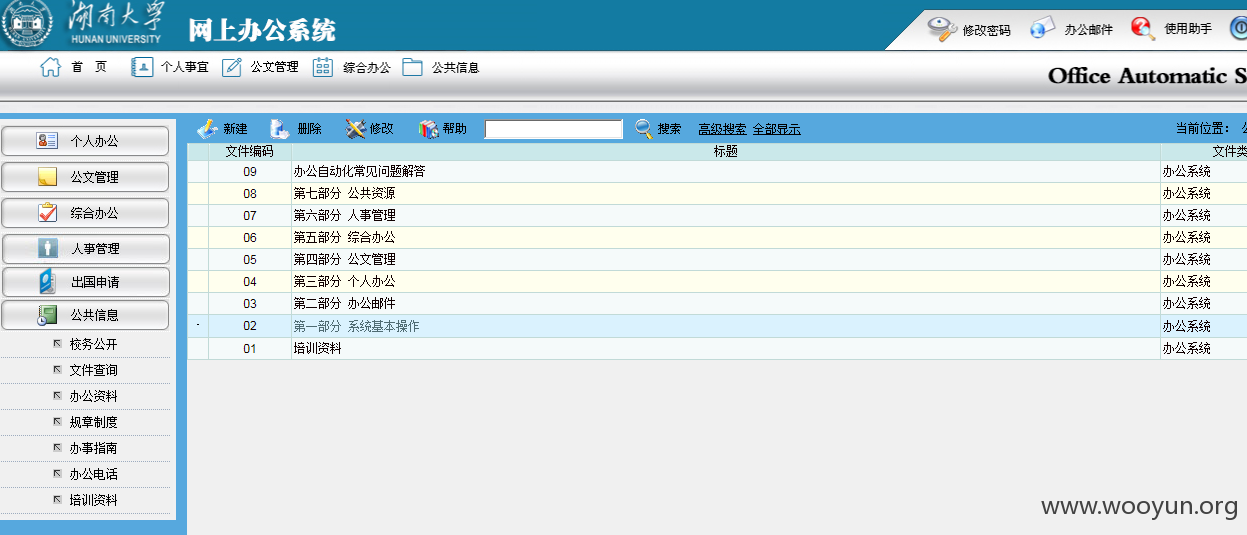 湖南大学
HUNAN UNIVERSITY
网上办公系统
修改密码 办公邮件 使用助手
首 页 个人事宜 公文管理 综合办公 公共信息
Office Automatic S
个人办公
公文管理
综合办公
人事管理
出国申请
公共信息
校务公开
文件查询
办公资料
规章制度
办事指南
办公电话
培训资料
新建 删除 修改 帮助 搜索 高级搜索 全部显示 当前位置：
文件编码 标题 文件类
09 办公自动化常见问题解答 办公系统
08 第七部分 公共资源 办公系统
07 第六部分 人事管理 办公系统
06 第五部分 综合办公 办公系统
05 第四部分 公文管理 办公系统
04 第三部分 个人办公 办公系统
03 第二部分 办公邮件 办公系统
02 第一部分 系统基本操作 办公系统
01 培训资料 办公系统
www.wooyun.org